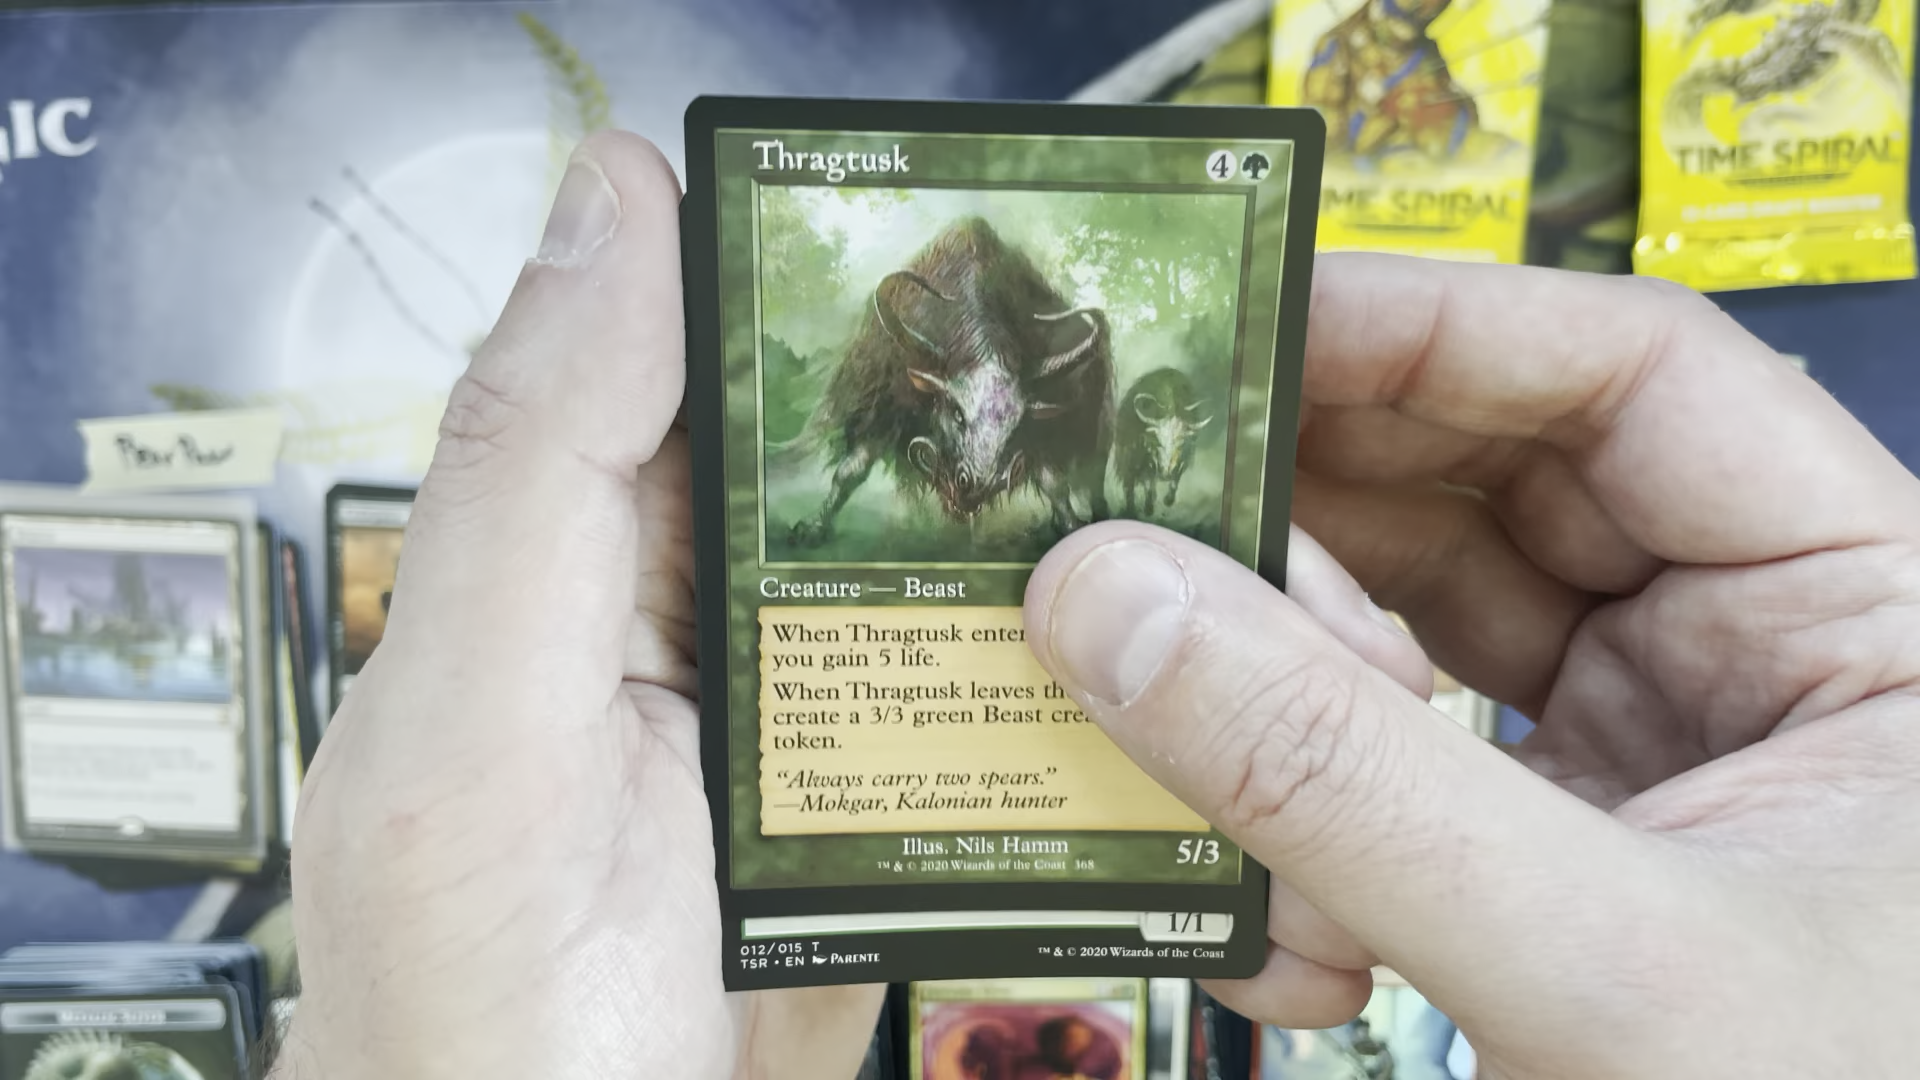 GIC
TIME SPIRAL
ME SPIRAL
Thragtusk
4
Creature — Beast
When Thragtusk enter
you gain 5 life.
When Thragtusk leaves th
create a 3/3 green Beast crea
token.
“Always carry two spears.”
—Mokgar, Kalonian hunter
Illus. Nils Hamm
™ & © 2020 Wizards of the Coast 368
5/3
1/1
012/015 T
TSR • EN PARENTE
™ & © 2020 Wizards of the Coast